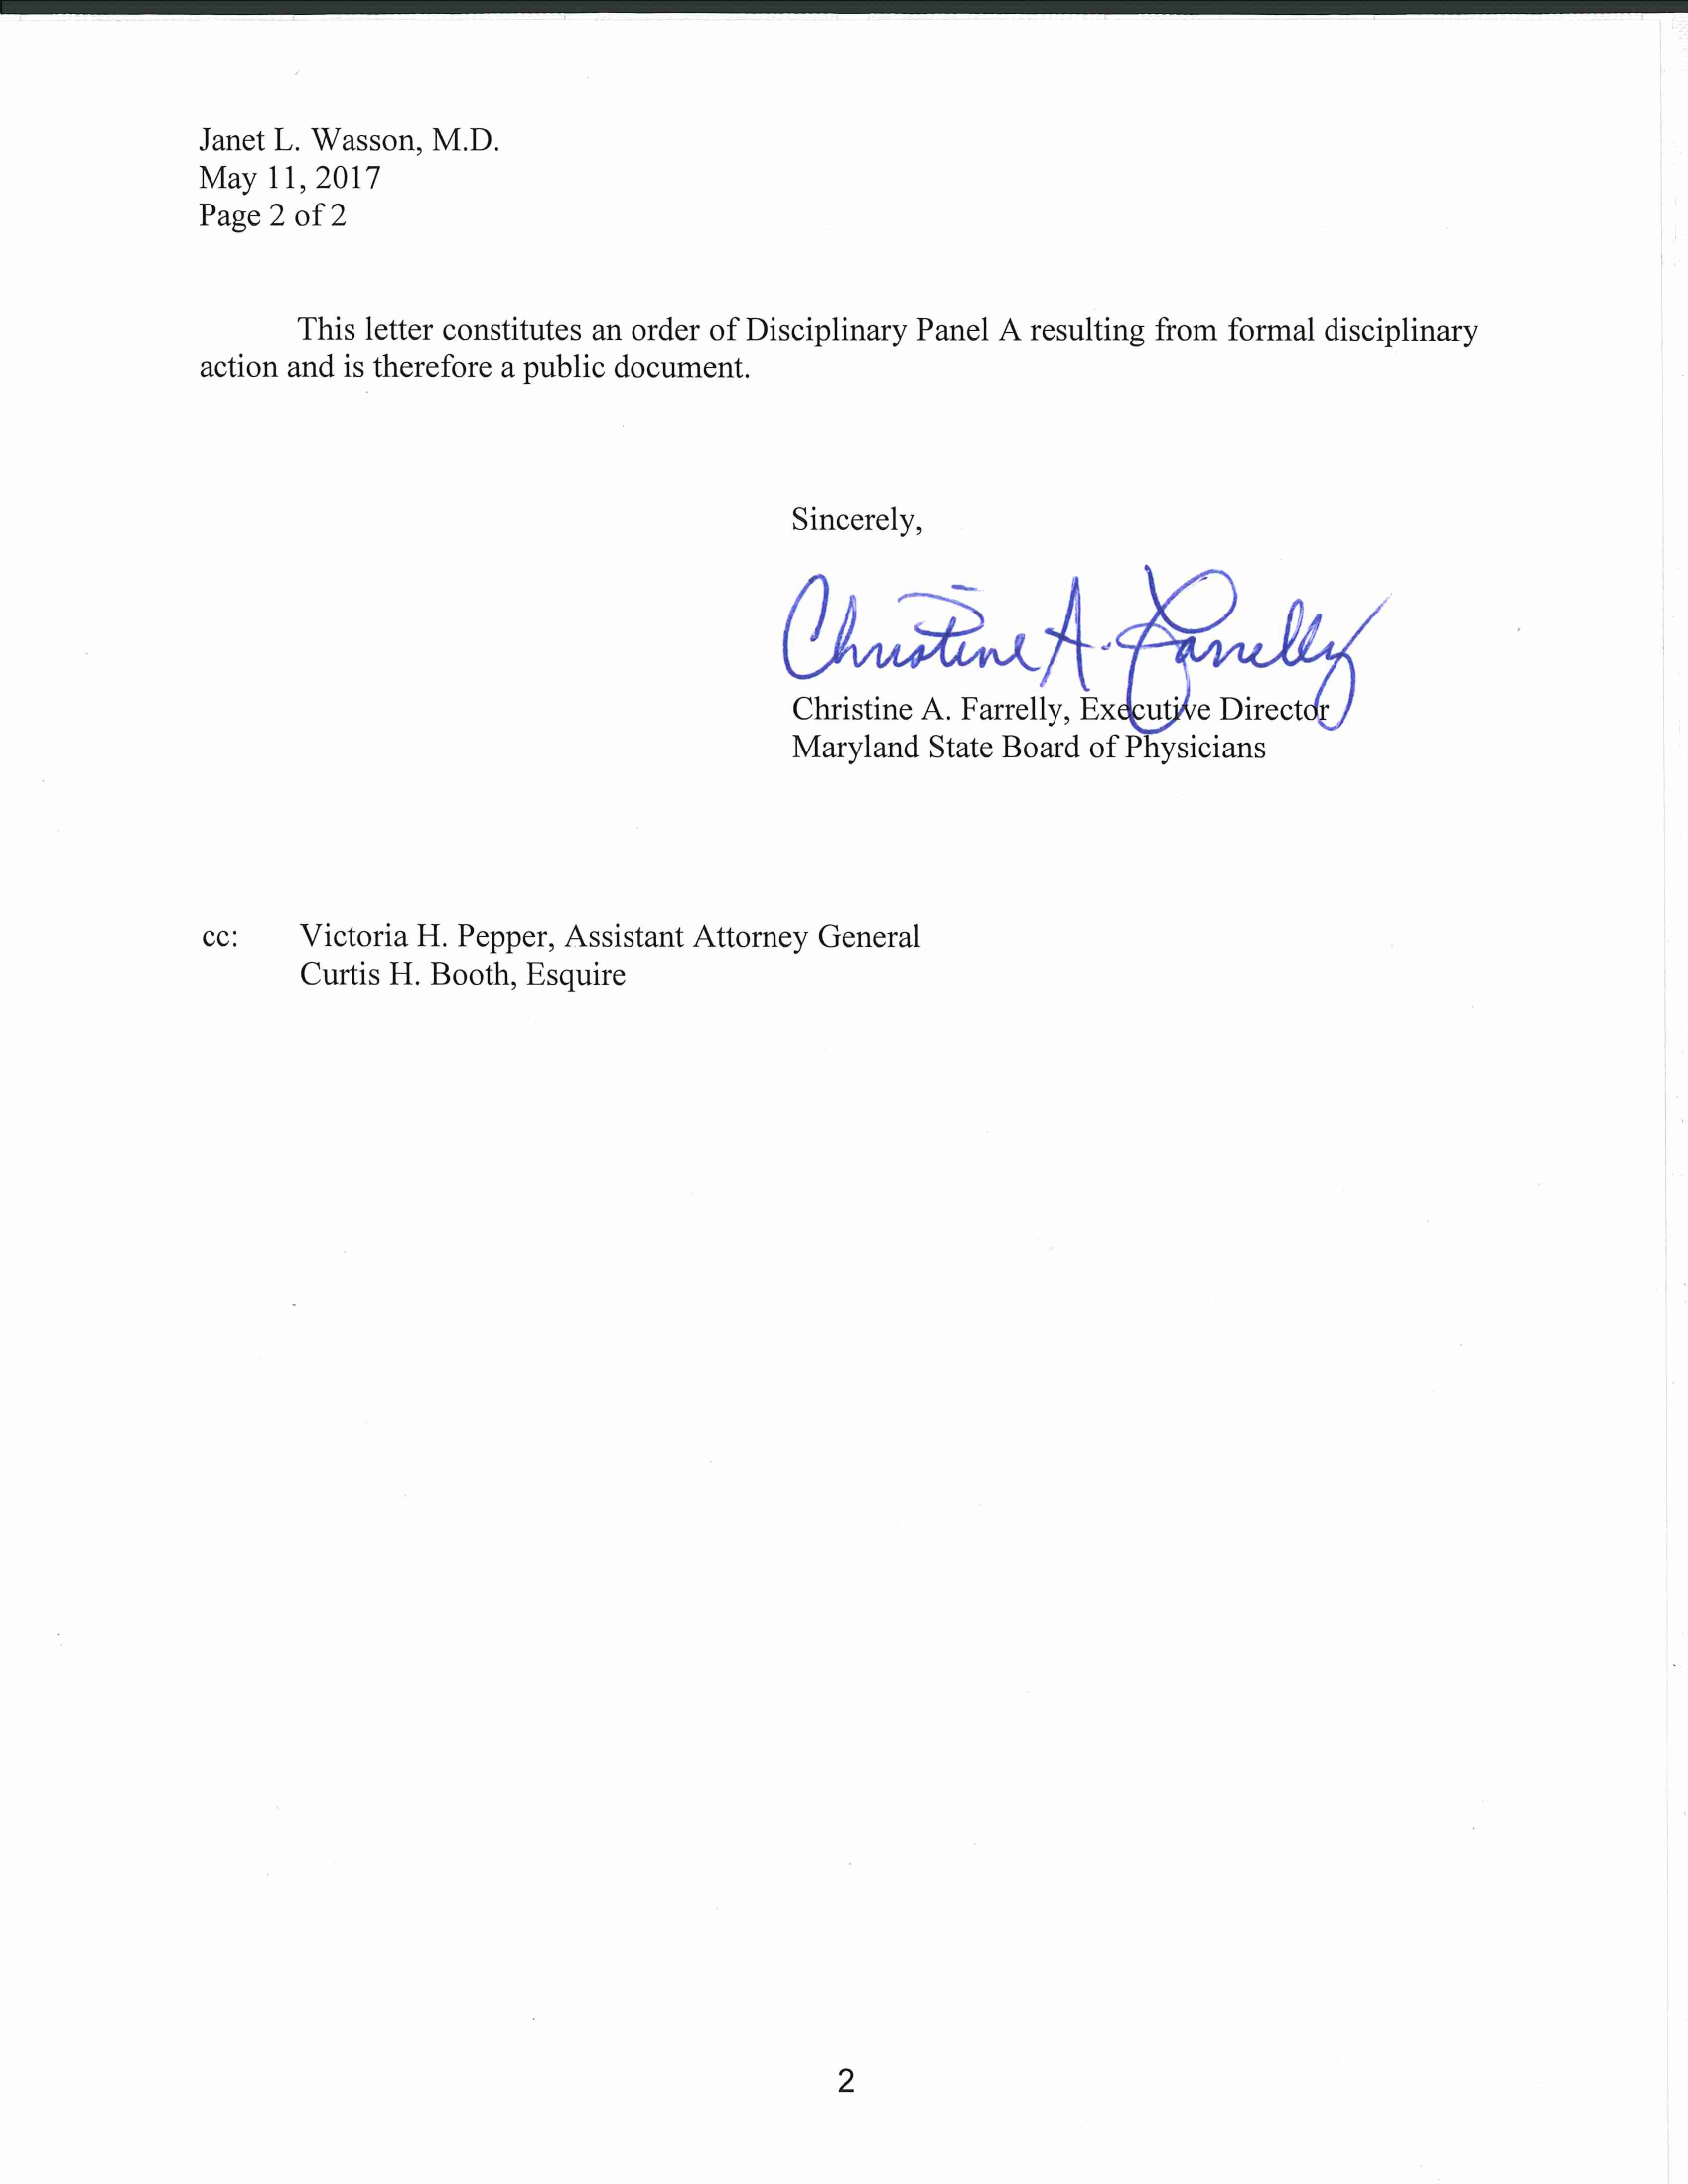 Janet L. Wasson, M.D.
May 11, 2017
Page 2 of 2
This letter constitutes an order of Disciplinary Panel A resulting from formal disciplinary
action and is therefore a public document.
Sincerely,
Christine A. Farrelly
Christine A. Farrelly, Executive Director
Maryland State Board of Physicians
cc: Victoria H. Pepper, Assistant Attorney General
Curtis H. Booth, Esquire
2